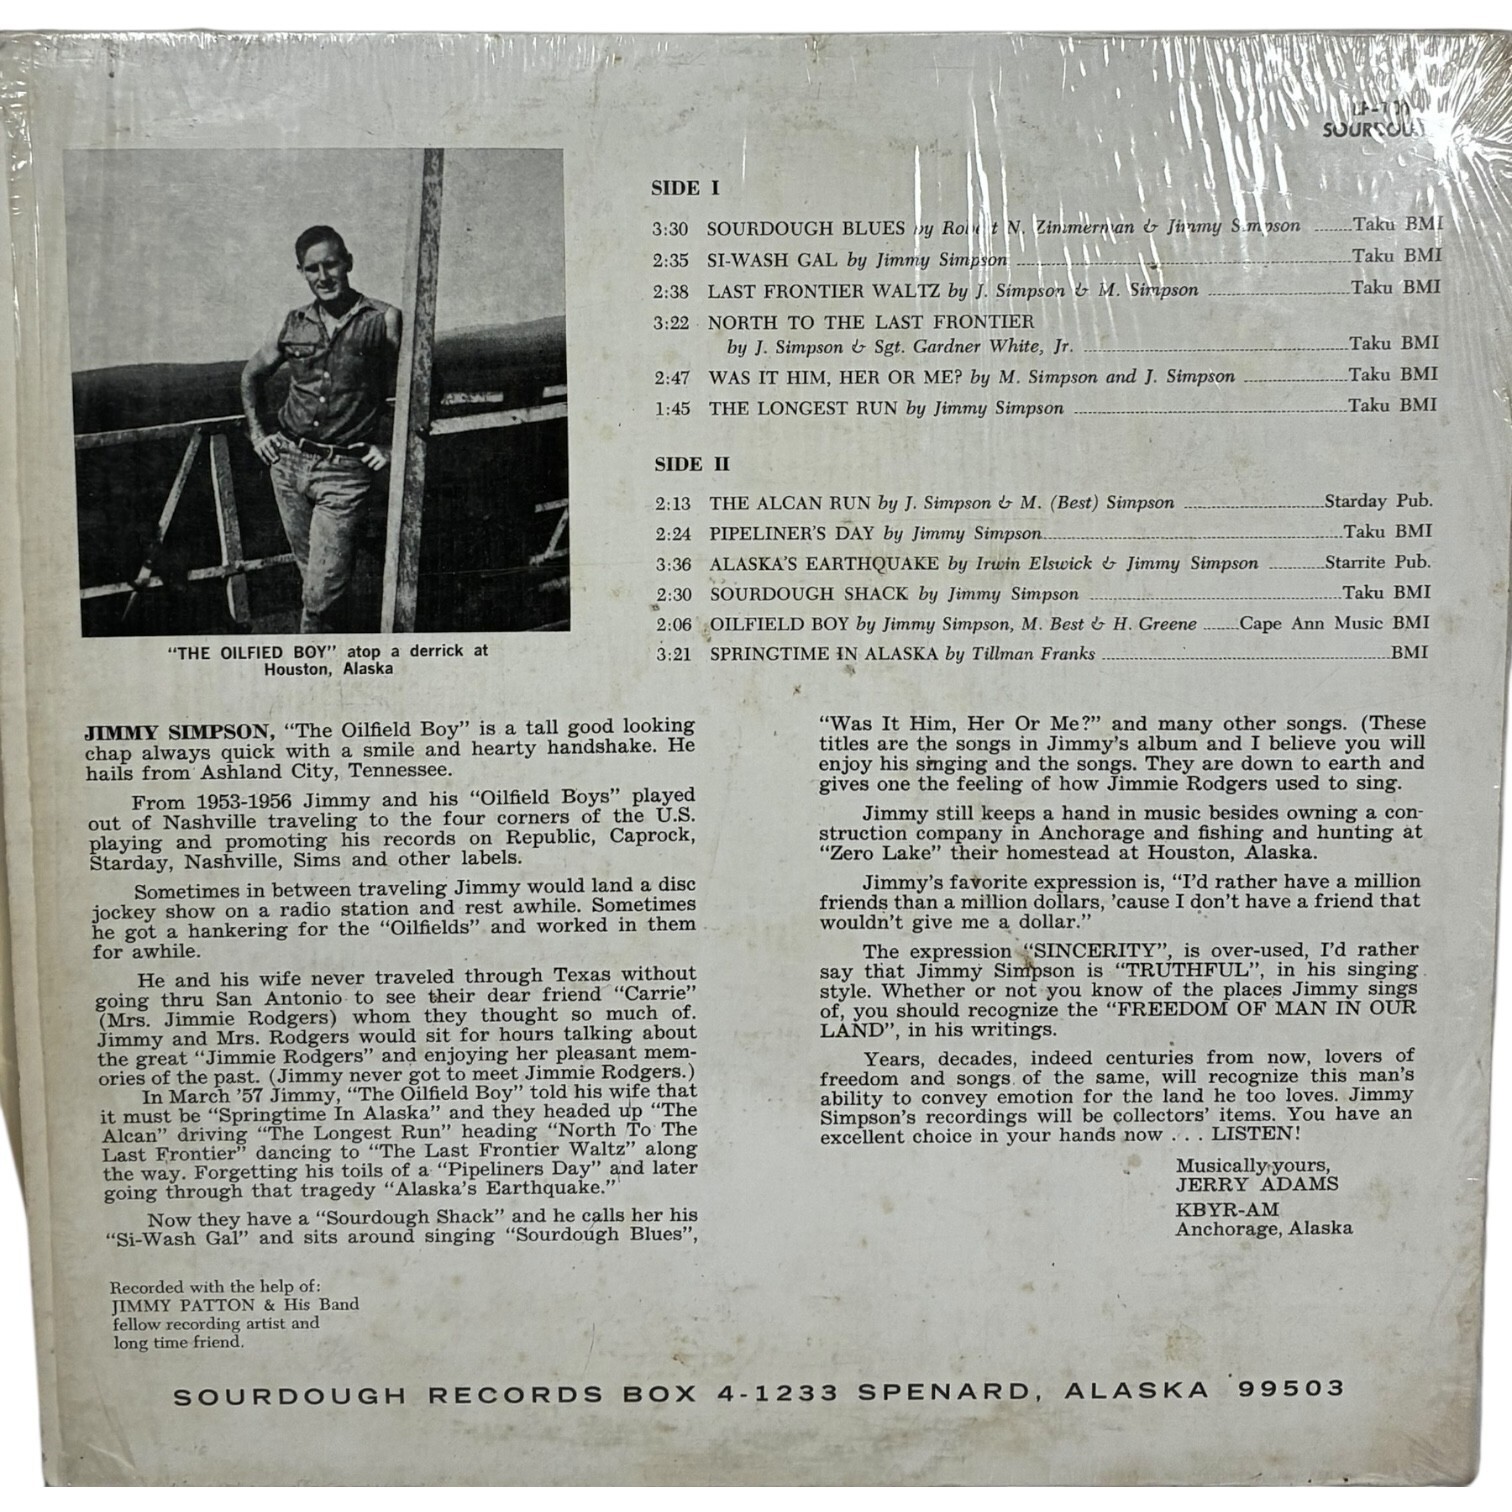 SIDE I
3:30 SOURDOUGH BLUES by Robert N. Zimmerman & Jimmy Simpson ........Taku BMI
2:35 SI-WASH GAL by Jimmy Simpson ........Taku BMI
2:38 LAST FRONTIER WALTZ by J. Simpson & M. Simpson ........Taku BMI
3:22 NORTH TO THE LAST FRONTIER
by J. Simpson & Sgt. Gardner White, Jr. ........Taku BMI
2:47 WAS IT HIM, HER OR ME? by M. Simpson and J. Simpson ........Taku BMI
1:45 THE LONGEST RUN by Jimmy Simpson ........Taku BMI
SIDE II
2:13 THE ALCAN RUN by J. Simpson & M. (Best) Simpson ........Starday Pub.
2:24 PIPELINER'S DAY by Jimmy Simpson........Taku BMI
3:36 ALASKA'S EARTHQUAKE by Irwin Elswick & Jimmy Simpson ........Starrite Pub.
2:30 SOURDOUGH SHACK by Jimmy Simpson ........Taku BMI
2:06 OILFIELD BOY by Jimmy Simpson, M. Best & H. Greene ........Cape Ann Music BMI
3:21 SPRINGTIME IN ALASKA by Tillman Franks ........BMI
"THE OILFIED BOY" atop a derrick at
Houston, Alaska
JIMMY SIMPSON, "The Oilfield Boy" is a tall good looking
chap always quick with a smile and hearty handshake. He
hails from Ashland City, Tennessee.
From 1953-1956 Jimmy and his "Oilfield Boys" played
out of Nashville traveling to the four corners of the U.S.
playing and promoting his records on Republic, Caprock,
Starday, Nashville, Sims and other labels.
Sometimes in between traveling Jimmy would land a disc
jockey show on a radio station and rest awhile. Sometimes
he got a hankering for the "Oilfields" and worked in them
for awhile.
He and his wife never traveled through Texas without
going thru San Antonio to see their dear friend "Carrie"
(Mrs. Jimmie Rodgers) whom they thought so much of.
Jimmy and Mrs. Rodgers would sit for hours talking about
the great "Jimmie Rodgers" and enjoying her pleasant mem-
ories of the past. (Jimmy never got to meet Jimmie Rodgers.)
In March '57 Jimmy, "The Oilfield Boy" told his wife that
it must be "Springtime In Alaska" and they headed up "The
Alcan" driving "The Longest Run" heading "North To The
Last Frontier" dancing to "The Last Frontier Waltz" along
the way. Forgetting his toils of a "Pipeliners Day" and later
going through that tragedy "Alaska's Earthquake."
Now they have a "Sourdough Shack" and he calls her his
"Si-Wash Gal" and sits around singing "Sourdough Blues",
"Was It Him, Her Or Me?" and many other songs. (These
titles are the songs in Jimmy's album and I believe you will
enjoy his singing and the songs. They are down to earth and
gives one the feeling of how Jimmie Rodgers used to sing.
Jimmy still keeps a hand in music besides owning a con-
struction company in Anchorage and fishing and hunting at
"Zero Lake" their homestead at Houston, Alaska.
Jimmy's favorite expression is, "I'd rather have a million
friends than a million dollars, 'cause I don't have a friend that
wouldn't give me a dollar."
The expression "SINCERITY", is over-used, I'd rather
say that Jimmy Simpson is "TRUTHFUL", in his singing
style. Whether or not you know of the places Jimmy sings
of, you should recognize the "FREEDOM OF MAN IN OUR
LAND", in his writings.
Years, decades, indeed centuries from now, lovers of
freedom and songs of the same, will recognize this man's
ability to convey emotion for the land he too loves. Jimmy
Simpson's recordings will be collectors' items. You have an
excellent choice in your hands now . . . LISTEN!
Musically yours,
JERRY ADAMS
KBYR-AM
Anchorage, Alaska
Recorded with the help of:
JIMMY PATTON & His Band
fellow recording artist and
long time friend.
SOURDOUGH RECORDS BOX 4-1233 SPENARD, ALASKA 99503